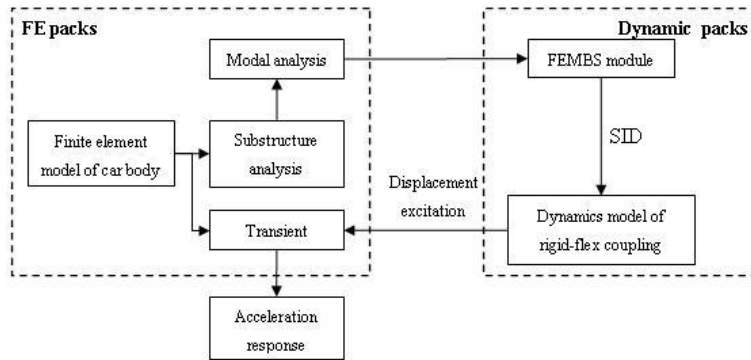 FE packs
Dynamic packs
Modal analysis
FEMBS module
Finite element
model of car body
Substructure
analysis
SID
Displacement
excitation
Dynamics model of
rigid-flex coupling
Transient
Acceleration
response